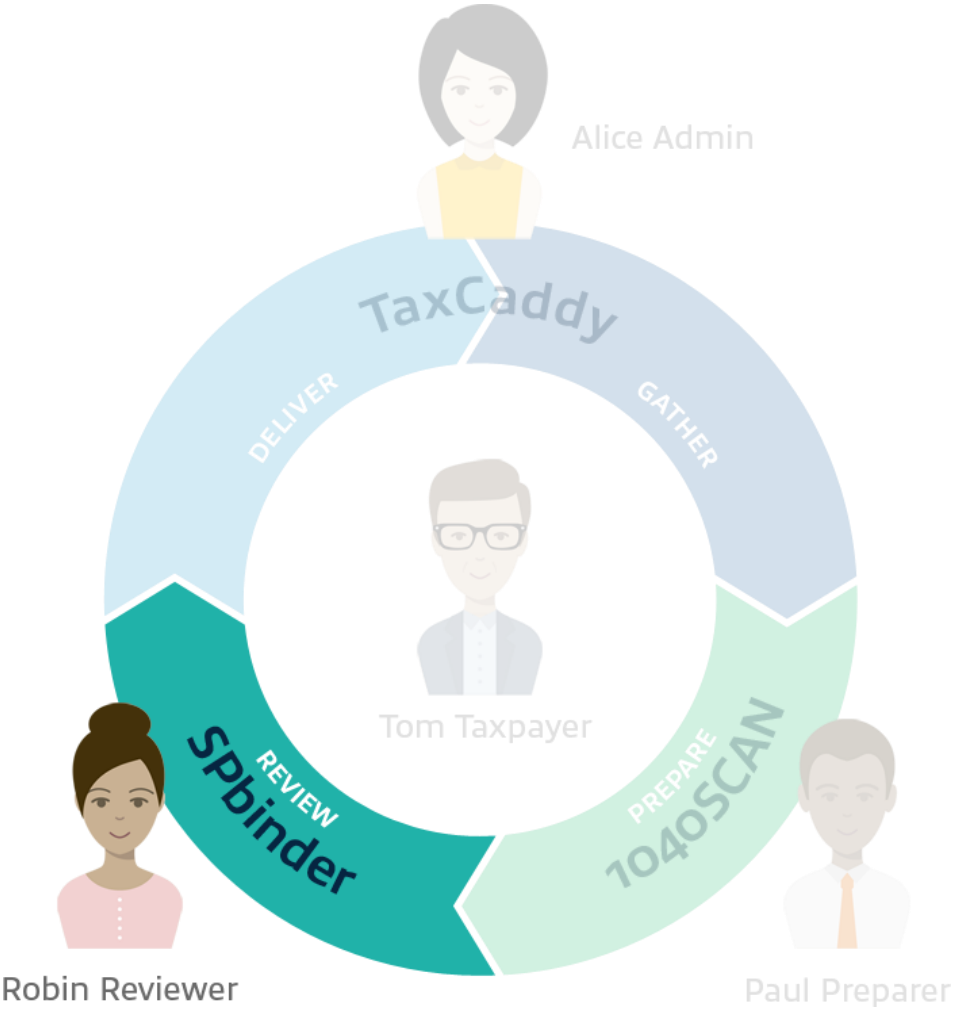 Alice Admin
TaxCaddy
DELIVER
GATHER
Tom Taxpayer
REVIEW
SPbinder
PREPARE
1040SCAN
Robin Reviewer
Paul Preparer